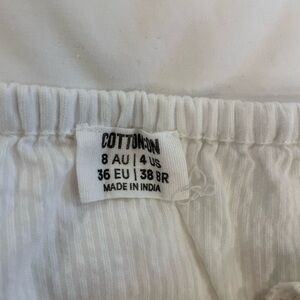 COTTON:ON
8 AU | 4 US
36 EU | 38 BR
MADE IN INDIA